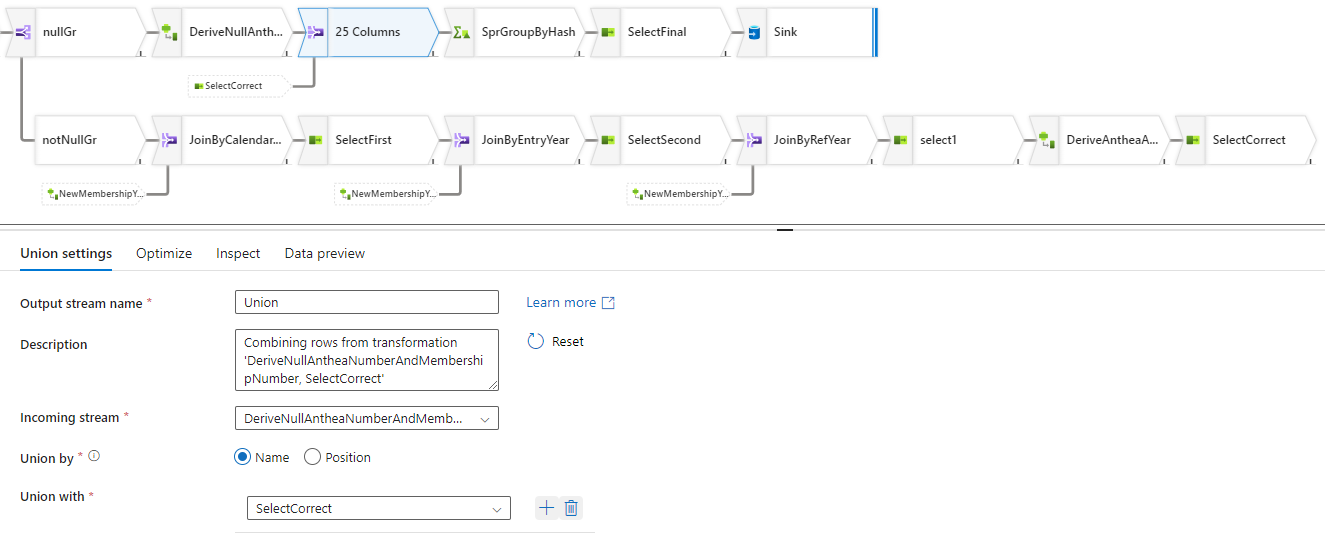 nullGr
DeriveNullAnth...
25 Columns
SprGroupByHash
SelectFinal
Sink
SelectCorrect
notNullGr
JoinByCalendar...
SelectFirst
JoinByEntryYear
SelectSecond
JoinByRefYear
select1
DeriveAntheaA...
SelectCorrect
NewMembershipY...
NewMembershipY...
NewMembershipY...
Union settings
Optimize
Inspect
Data preview
Output stream name *
Union
Learn more
Description
Combining rows from transformation
'DeriveNullAntheaNumberAndMembershi
pNumber, SelectCorrect'
Reset
Incoming stream *
DeriveNullAntheaNumberAndMemb...
Union by *
Name
Position
Union with *
SelectCorrect